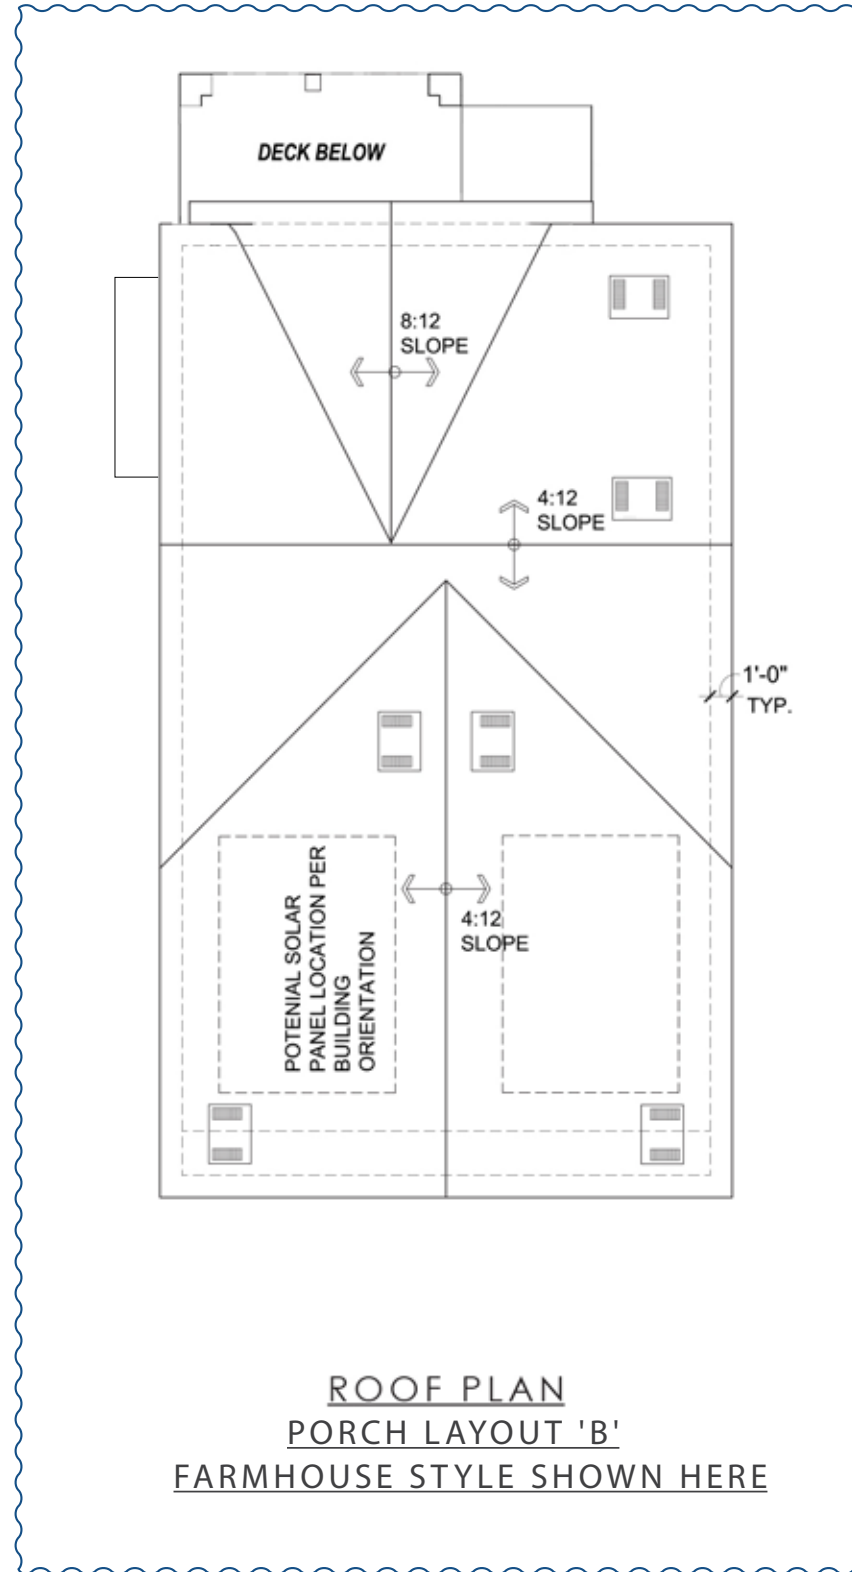 DECK BELOW
8:12
SLOPE
4:12
SLOPE
1'-0"
TYP.
4:12
SLOPE
POTENIAL SOLAR
PANEL LOCATION PER
BUILDING
ORIENTATION
ROOF PLAN
PORCH LAYOUT 'B'
FARMHOUSE STYLE SHOWN HERE